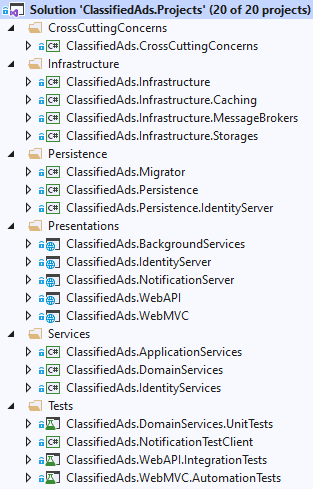 Solution 'ClassifiedAds.Projects' (20 of 20 projects)
CrossCuttingConcerns
C# ClassifiedAds.CrossCuttingConcerns
Infrastructure
C# ClassifiedAds.Infrastructure
C# ClassifiedAds.Infrastructure.Caching
C# ClassifiedAds.Infrastructure.MessageBrokers
C# ClassifiedAds.Infrastructure.Storages
Persistence
C# ClassifiedAds.Migrator
C# ClassifiedAds.Persistence
C# ClassifiedAds.Persistence.IdentityServer
Presentations
ClassifiedAds.BackgroundServices
ClassifiedAds.IdentityServer
ClassifiedAds.NotificationServer
ClassifiedAds.WebAPI
ClassifiedAds.WebMVC
Services
C# ClassifiedAds.ApplicationServices
C# ClassifiedAds.DomainServices
C# ClassifiedAds.IdentityServices
Tests
ClassifiedAds.DomainServices.UnitTests
C# ClassifiedAds.NotificationTestClient
ClassifiedAds.WebAPI.IntegrationTests
ClassifiedAds.WebMVC.AutomationTests